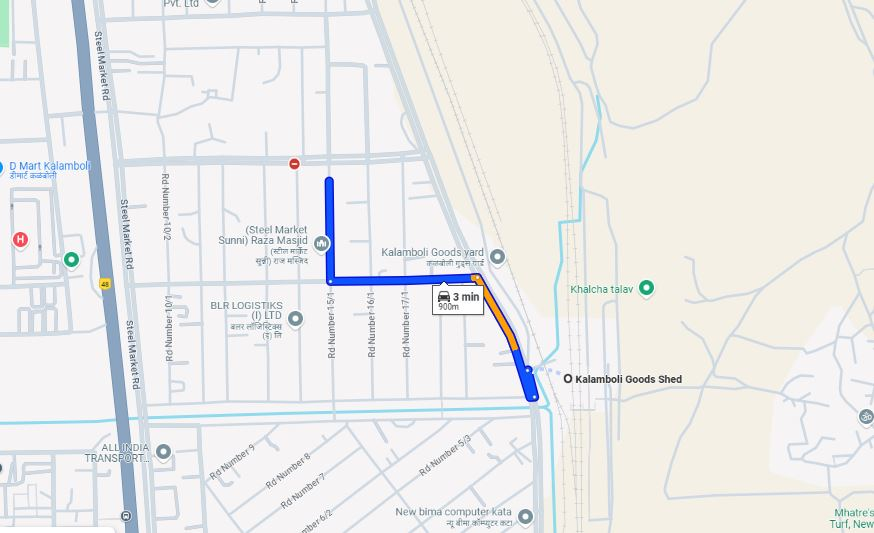 Pvt. Ltd
Steel Market Rd
D Mart Kalamboli
डीमार्ट कळंबोली
H
Rd Number 10/2
Steel Market Rd
(Steel Market
Sunni) Raza Masjid
(स्टील मार्केट
सुन्नी) राजा मस्जिद
Kalamboli Goods yard
कळंबोली गुड्स यार्ड
48
3 min
900m
Khalcha talav
BLR LOGISTIKS
(I) LTD
बलर लॉजिस्टिक्स
(इ) लि
Rd Number 10/1
Rd Number 15/1
Rd Number 16/1
Rd Number 17/1
Steel Market Rd
Kalamboli Goods Shed
ALL INDIA
TRANSPORT...
Rd Number 9
Rd Number 8
Rd Number 7
Rd Number 6/2
Rd Number 5/3
New bima computer kata
न्यू बीमा कॉम्प्युटर काटा
Mhatre's
Turf, New